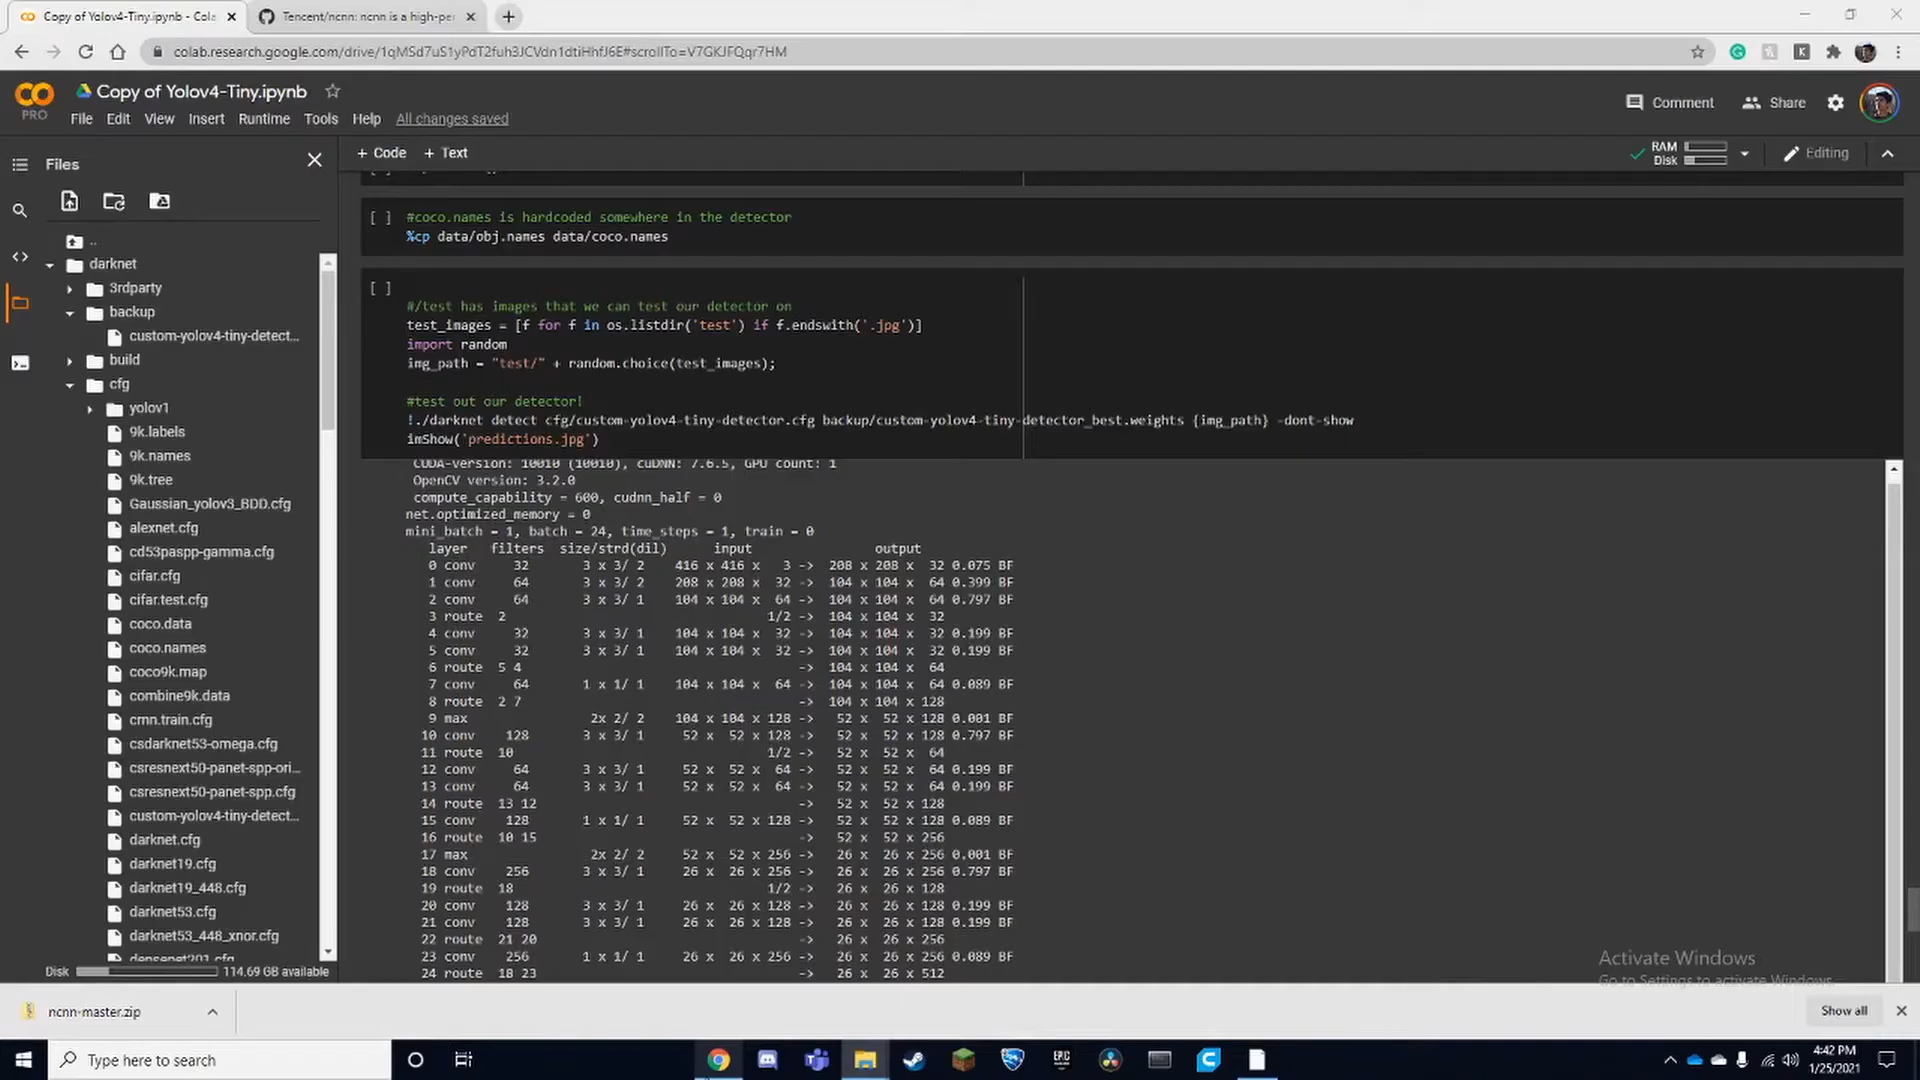 Copy of Yolov4-Tiny.ipynb - Cola
Tencent/ncnn: ncnn is a high-per
colab.research.google.com/drive/1qMSd7uS1yPdT2fuh3JCVdn1dtiHhfJ6E#scrollTo=V7GKJFQqr7HM
CO PRO
Copy of Yolov4-Tiny.ipynb
File Edit View Insert Runtime Tools Help All changes saved
Comment Share
Files
+ Code + Text
RAM
Disk
Editing
..
darknet
3rdparty
backup
custom-yolov4-tiny-detect...
build
cfg
yolov1
9k.labels
9k.names
9k.tree
Gaussian_yolov3_BDD.cfg
alexnet.cfg
cd53paspp-gamma.cfg
cifar.cfg
cifar.test.cfg
coco.data
coco.names
coco9k.map
combine9k.data
crnn.train.cfg
csdarknet53-omega.cfg
csresnext50-panet-spp-ori...
csresnext50-panet-spp.cfg
custom-yolov4-tiny-detect...
darknet.cfg
darknet19.cfg
darknet19_448.cfg
darknet53.cfg
darknet53_448_xnor.cfg
densenet201.cfg
Disk 114.69 GB available
[ ] #coco.names is hardcoded somewhere in the detector
%cp data/obj.names data/coco.names
[ ]
#/test has images that we can test our detector on
test_images = [f for f in os.listdir('test') if f.endswith('.jpg')]
import random
img_path = "test/" + random.choice(test_images);
#test out our detector!
!./darknet detect cfg/custom-yolov4-tiny-detector.cfg backup/custom-yolov4-tiny-detector_best.weights {img_path} -dont-show
imShow('predictions.jpg')
CUDA-version: 10010 (10010), cuDNN: 7.6.5, GPU count: 1
OpenCV version: 3.2.0
compute_capability = 600, cudnn_half = 0
net.optimized_memory = 0
mini_batch = 1, batch = 24, time_steps = 1, train = 0
layer filters size/strd(dil) input output
0 conv 32 3 x 3/ 2 416 x 416 x 3 -> 208 x 208 x 32 0.075 BF
1 conv 64 3 x 3/ 2 208 x 208 x 32 -> 104 x 104 x 64 0.399 BF
2 conv 64 3 x 3/ 1 104 x 104 x 64 -> 104 x 104 x 64 0.797 BF
3 route 2 1/2 -> 104 x 104 x 32
4 conv 32 3 x 3/ 1 104 x 104 x 32 -> 104 x 104 x 32 0.199 BF
5 conv 32 3 x 3/ 1 104 x 104 x 32 -> 104 x 104 x 32 0.199 BF
6 route 5 4 -> 104 x 104 x 64
7 conv 64 1 x 1/ 1 104 x 104 x 64 -> 104 x 104 x 64 0.089 BF
8 route 2 7 -> 104 x 104 x 128
9 max 2x 2/ 2 104 x 104 x 128 -> 52 x 52 x 128 0.001 BF
10 conv 128 3 x 3/ 1 52 x 52 x 128 -> 52 x 52 x 128 0.797 BF
11 route 10 1/2 -> 52 x 52 x 64
12 conv 64 3 x 3/ 1 52 x 52 x 64 -> 52 x 52 x 64 0.199 BF
13 conv 64 3 x 3/ 1 52 x 52 x 64 -> 52 x 52 x 64 0.199 BF
14 route 13 12 -> 52 x 52 x 128
15 conv 128 1 x 1/ 1 52 x 52 x 128 -> 52 x 52 x 128 0.089 BF
16 route 10 15 -> 52 x 52 x 256
17 max 2x 2/ 2 52 x 52 x 256 -> 26 x 26 x 256 0.001 BF
18 conv 256 3 x 3/ 1 26 x 26 x 256 -> 26 x 26 x 256 0.797 BF
19 route 18 1/2 -> 26 x 26 x 128
20 conv 128 3 x 3/ 1 26 x 26 x 128 -> 26 x 26 x 128 0.199 BF
21 conv 128 3 x 3/ 1 26 x 26 x 128 -> 26 x 26 x 128 0.199 BF
22 route 21 20 -> 26 x 26 x 256
23 conv 256 1 x 1/ 1 26 x 26 x 256 -> 26 x 26 x 256 0.089 BF
24 route 18 23 -> 26 x 26 x 512
Activate Windows
Go to Settings to activate Windows.
ncnn-master.zip
Show all
Type here to search
EPIC
4:42 PM
1/25/2021